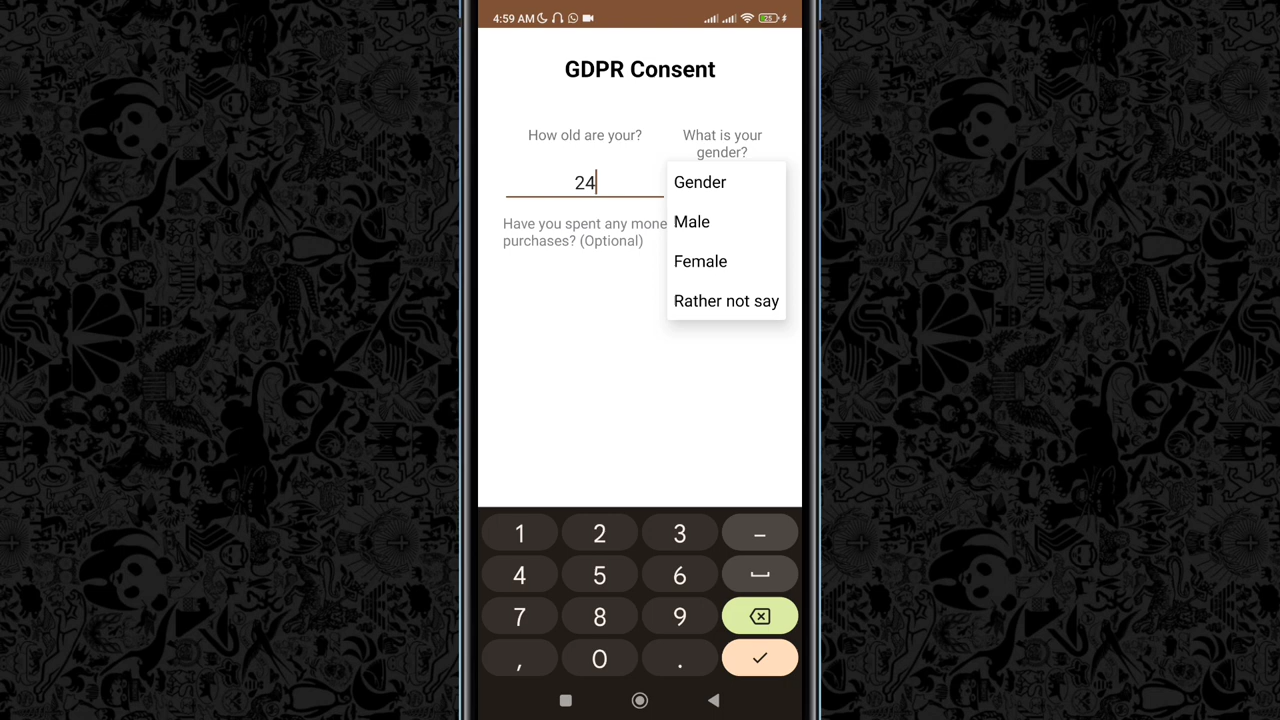 4:59 AM
25
GDPR Consent
How old are your?
What is your
gender?
24
Gender
Male
Female
Rather not say
Have you spent any mone
purchases? (Optional)
1 2 3 –
4 5 6
7 8 9
, 0 .